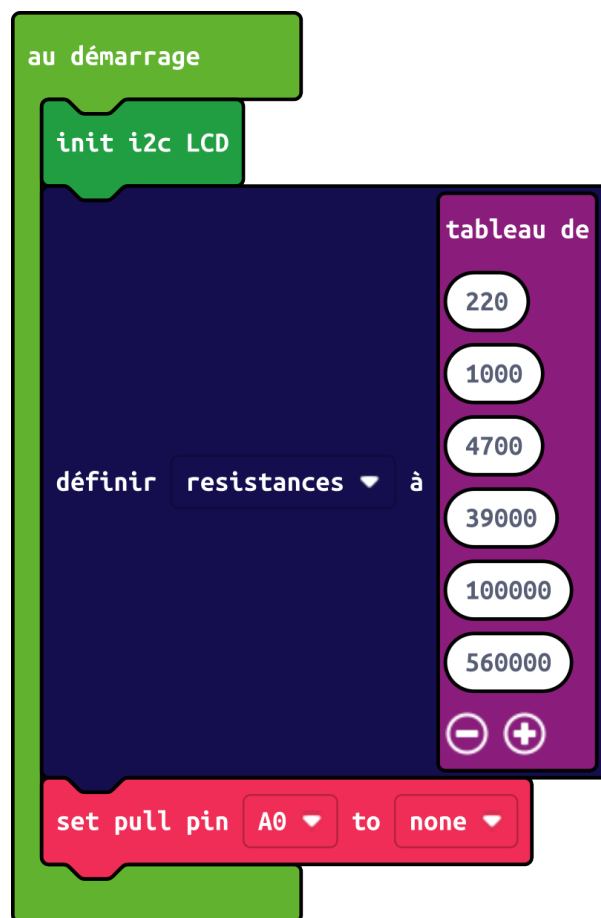 au démarrage
init i2c LCD
définir resistances à
tableau de
220
1000
4700
39000
100000
560000
set pull pin A0 to none